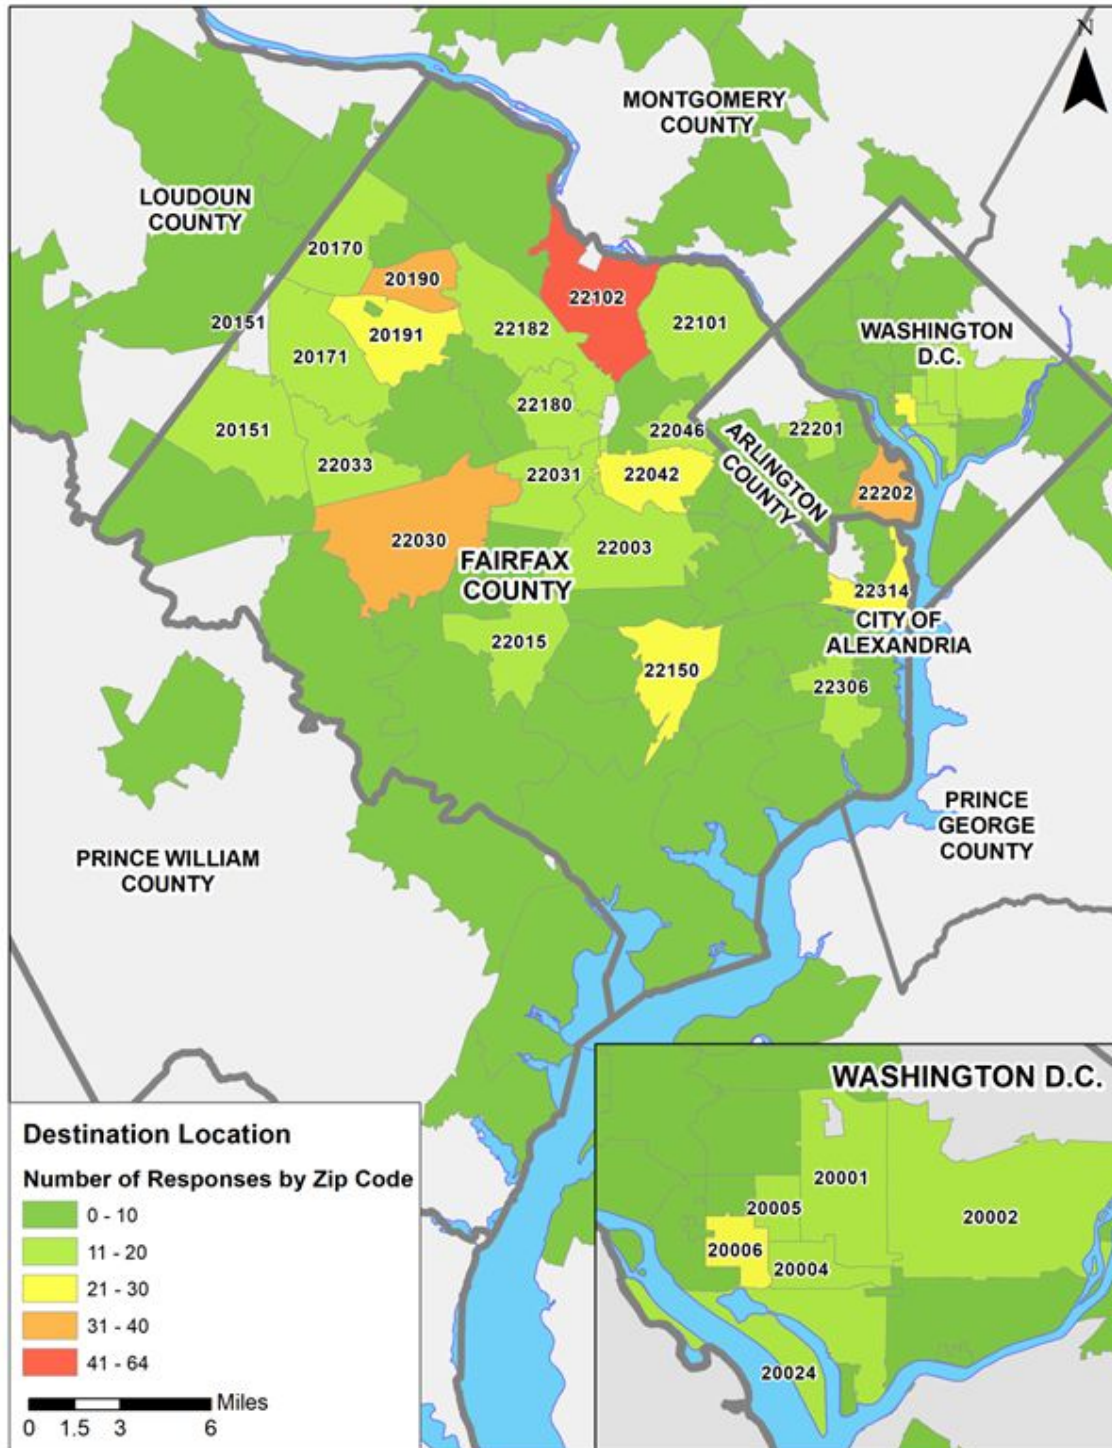 N
MONTGOMERY
COUNTY
LOUDOUN
COUNTY
20170
20190
22102
20151
20191
22182
22101
WASHINGTON
D.C.
20171
22180
22046
22201
20151
22033
22031
22042
ARLINGTON
COUNTY
22202
22030
22003
FAIRFAX
COUNTY
22314
CITY OF
ALEXANDRIA
22015
22150
22306
PRINCE
GEORGE
COUNTY
PRINCE WILLIAM
COUNTY
WASHINGTON D.C.
20001
20005
20002
20006
20004
20024
Destination Location
Number of Responses by Zip Code
0 - 10
11 - 20
21 - 30
31 - 40
41 - 64
Miles
0 1.5 3 6